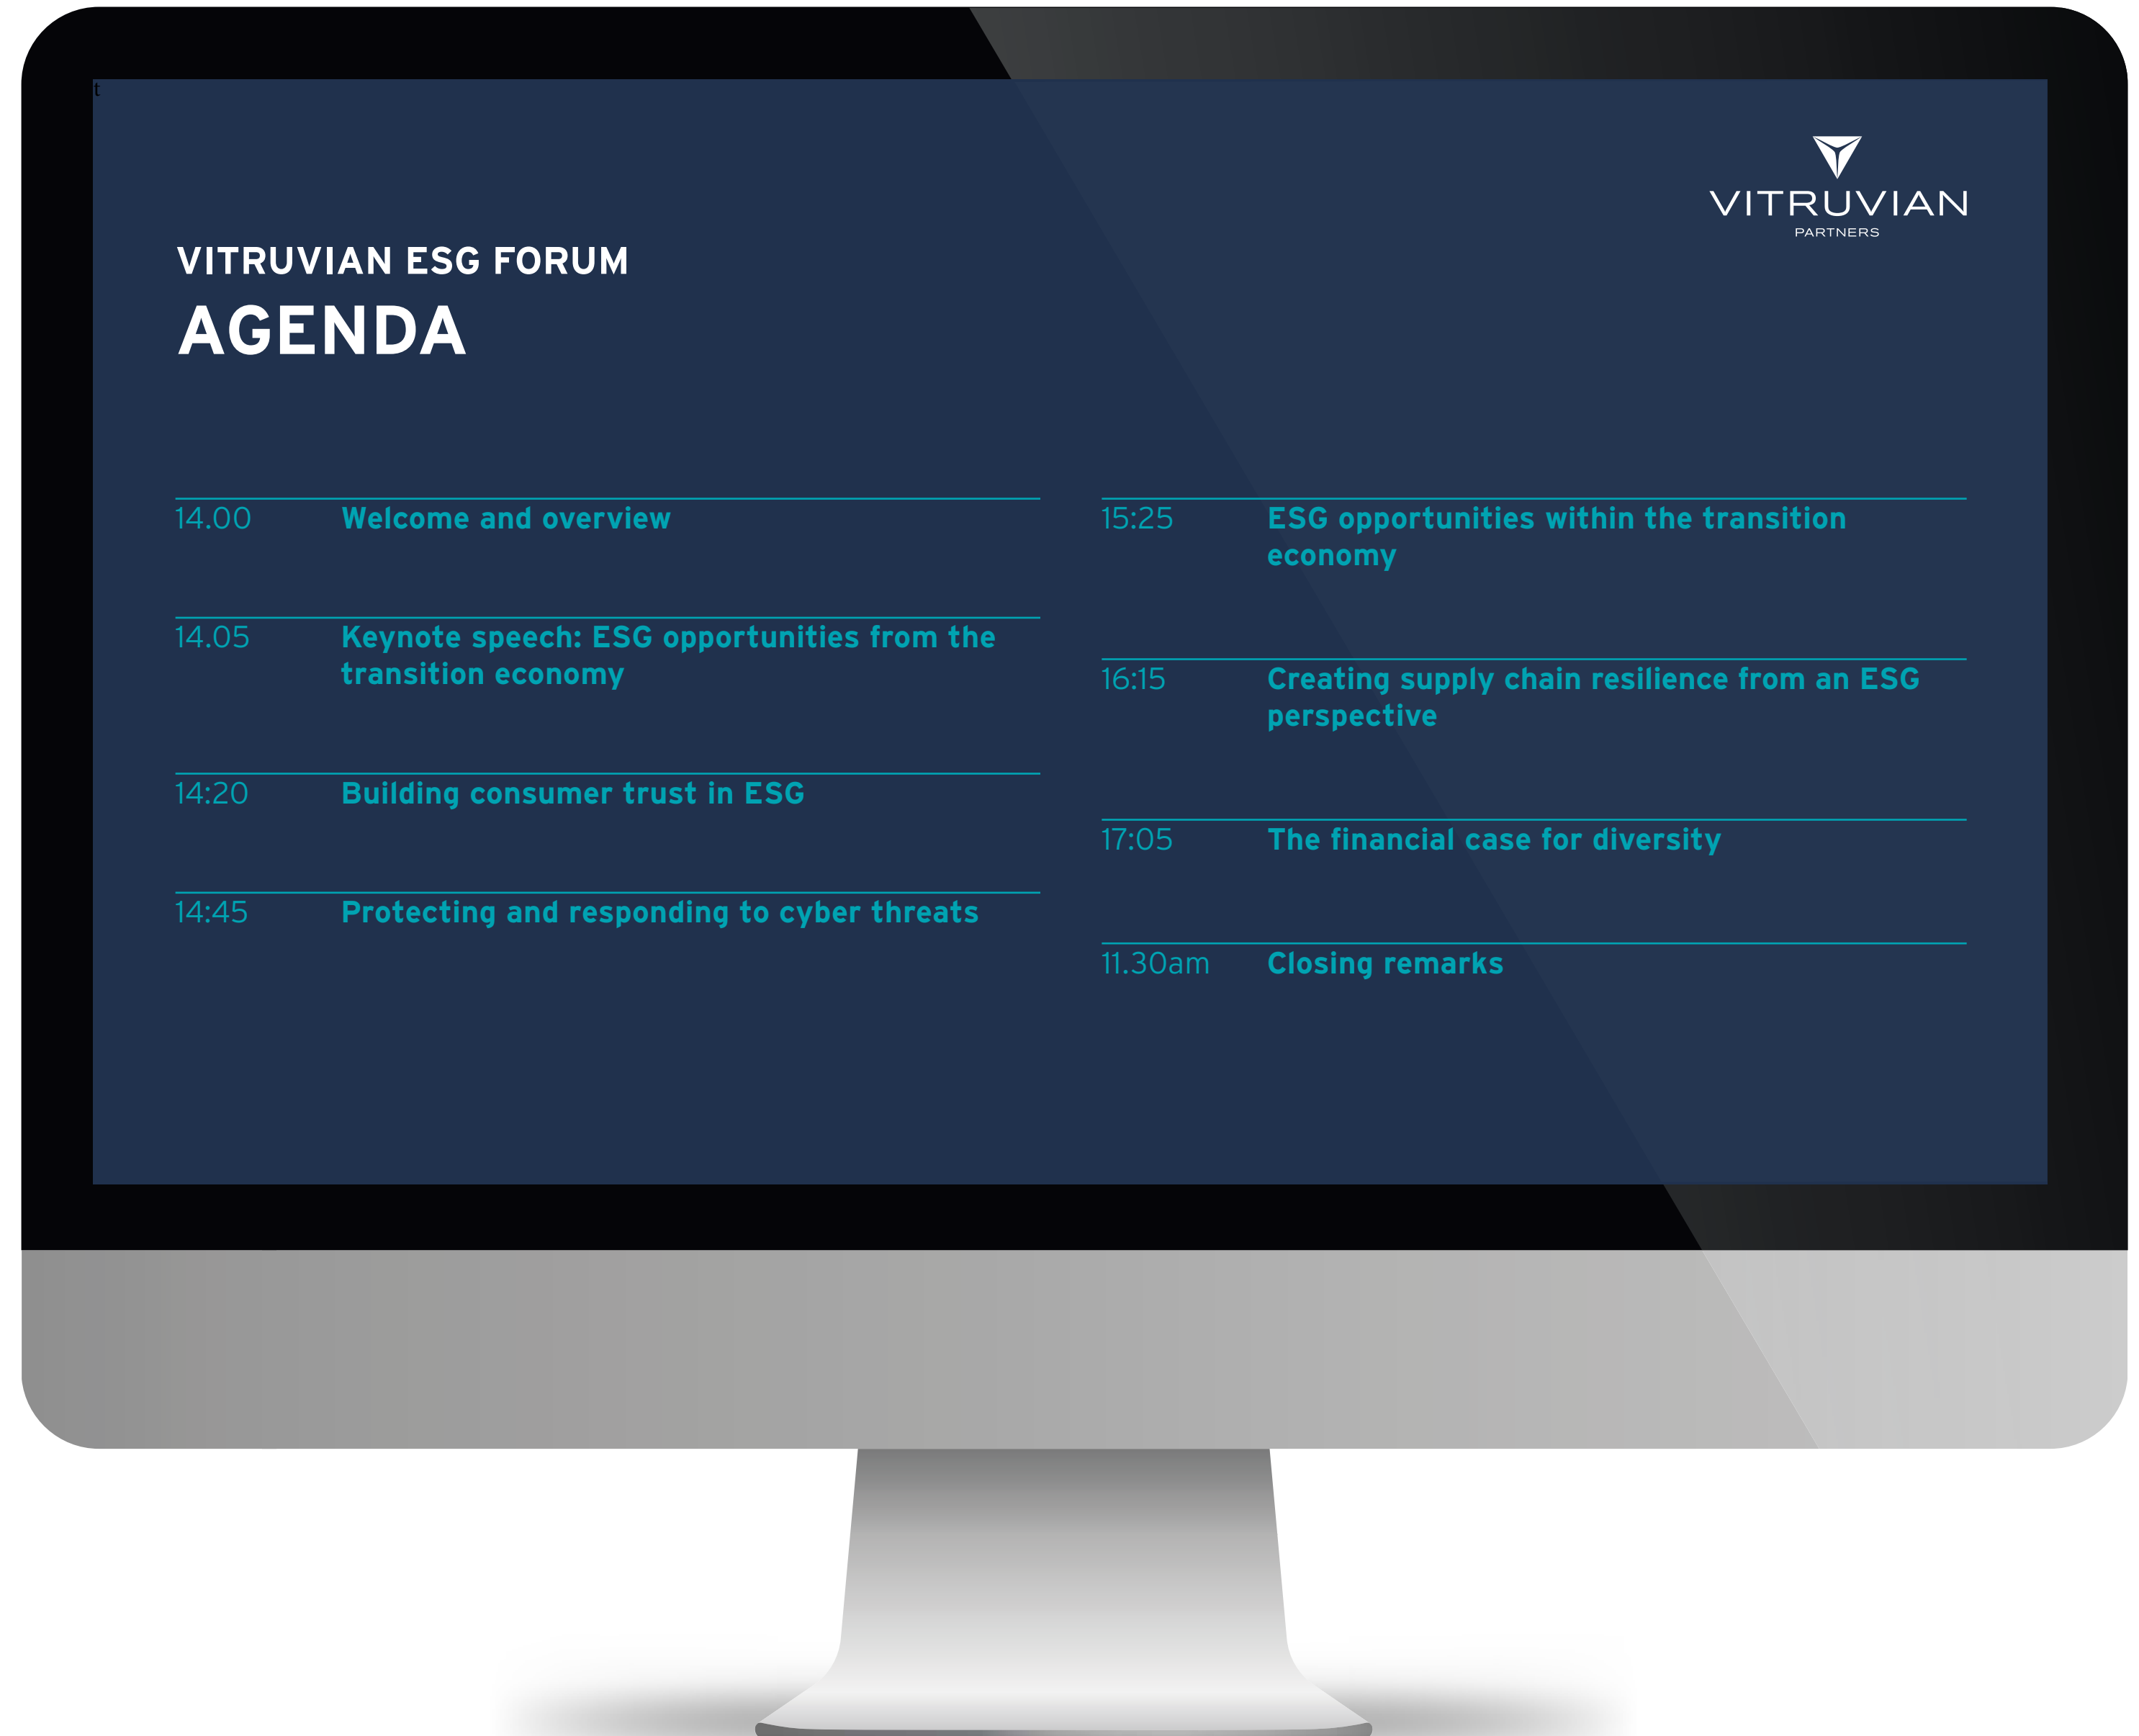 t
VITRUVIAN
PARTNERS
VITRUVIAN ESG FORUM
AGENDA
14.00 Welcome and overview
14.05 Keynote speech: ESG opportunities from the
transition economy
14:20 Building consumer trust in ESG
14:45 Protecting and responding to cyber threats
15:25 ESG opportunities within the transition
economy
16:15 Creating supply chain resilience from an ESG
perspective
17:05 The financial case for diversity
11.30am Closing remarks